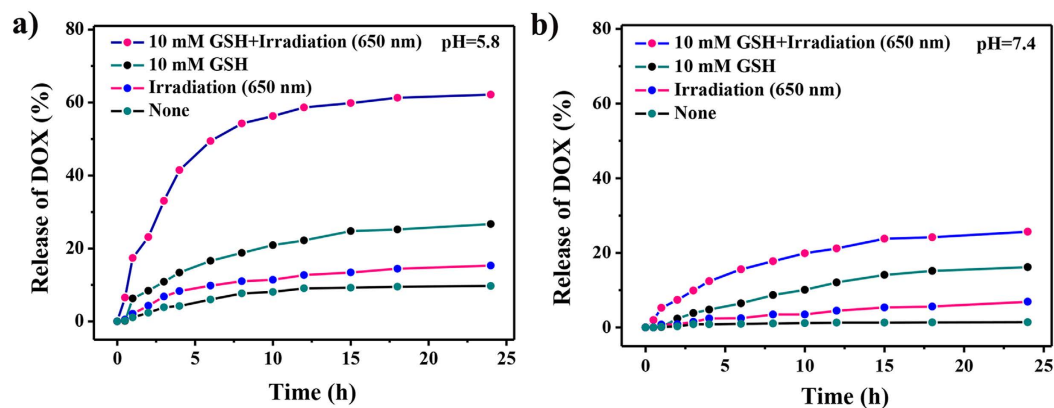 a)
80
60
40
20
0
Release of DOX (%)
10 mM GSH+Irradiation (650 nm) pH=5.8
10 mM GSH
Irradiation (650 nm)
None
0 5 10 15 20 25
Time (h)
b)
80
60
40
20
0
Release of DOX (%)
10 mM GSH+Irradiation (650 nm) pH=7.4
10 mM GSH
Irradiation (650 nm)
None
0 5 10 15 20 25
Time (h)